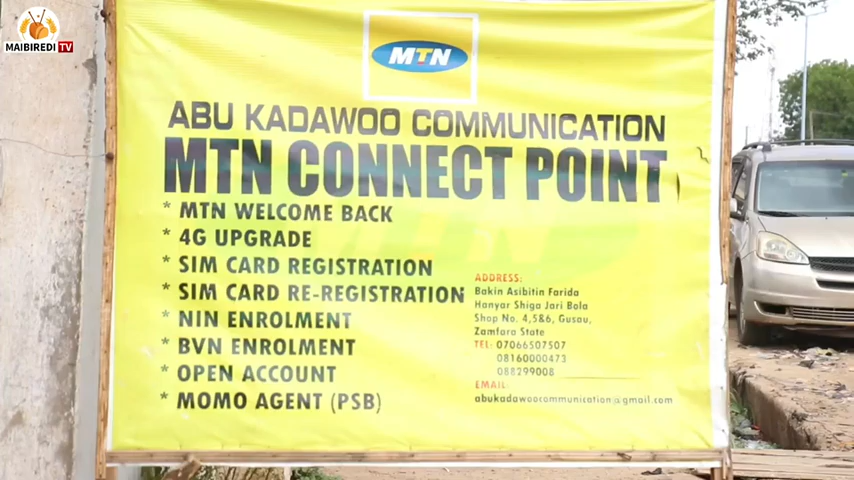 MAIBIREDI TV
MTN
ABU KADAWOO COMMUNICATION
MTN CONNECT POINT
* MTN WELCOME BACK
* 4G UPGRADE
* SIM CARD REGISTRATION
* SIM CARD RE-REGISTRATION
* NIN ENROLMENT
* BVN ENROLMENT
* OPEN ACCOUNT
* MOMO AGENT (PSB)
ADDRESS:
Bakin Asibitin Farida
Hanyar Shiga Jari Bola
Shop No. 4,5&6, Gusau,
Zamfara State
TEL: 07066507507
08160000473
088299008
EMAIL:
abukadawoocommunication@gmail.com